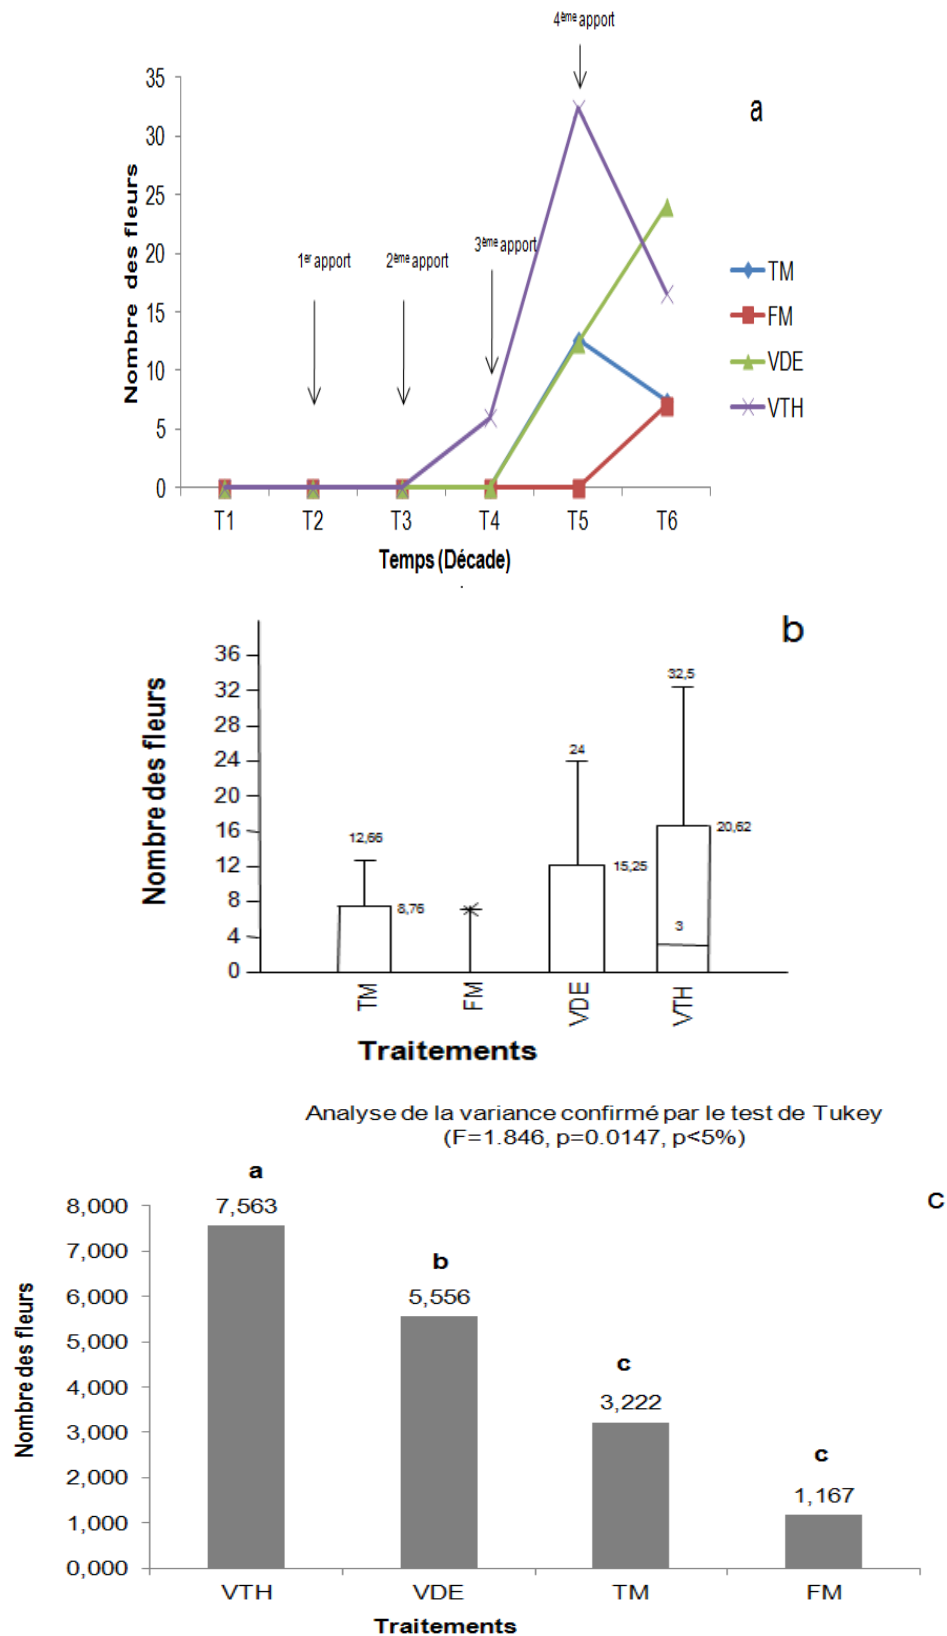 4ème apport
35
a
30
25
3ème apport
1er apport
2ème apport
20
15
10
5
0
Nombre des fleurs
TM
FM
VDE
VTH
T1 T2 T3 T4 T5 T6
Temps (Décade)
b
36
32
28
24
20
16
12
8
4
0
Nombre des fleurs
12,66
8,76
24
15,25
32,5
20,62
3
TM FM VDE VTH
Traitements
Analyse de la variance confirmé par le test de Tukey
(F=1.846, p=0.0147, p<5%)
C
8,000
7,000
6,000
5,000
4,000
3,000
2,000
1,000
0,000
Nombre des fleurs
a
7,563
b
5,556
c
3,222
c
1,167
VTH VDE TM FM
Traitements